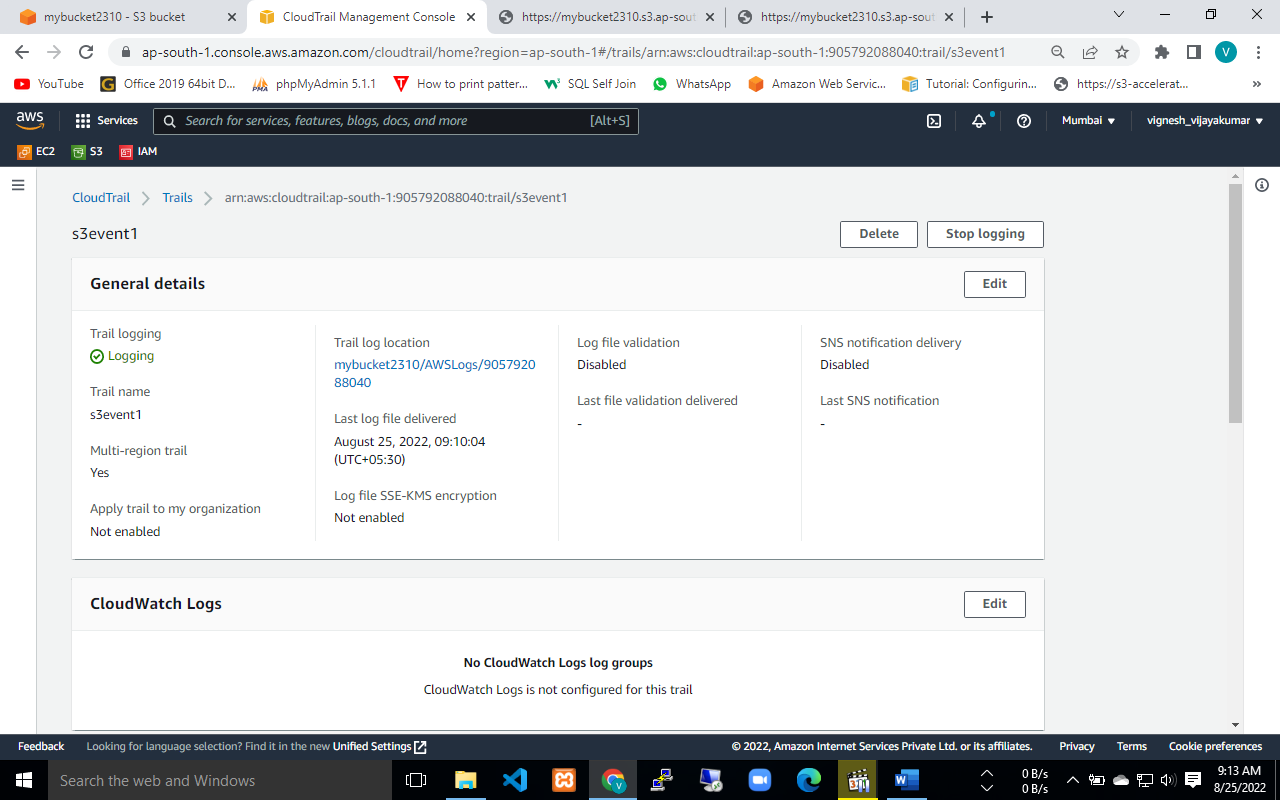 mybucket2310 - S3 bucket
CloudTrail Management Console
https://mybucket2310.s3.ap-sout
https://mybucket2310.s3.ap-sout
ap-south-1.console.aws.amazon.com/cloudtrail/home?region=ap-south-1#/trails/arn:aws:cloudtrail:ap-south-1:905792088040:trail/s3event1
V
YouTube
G
Office 2019 64bit D...
PMA
phpMyAdmin 5.1.1
T
How to print patter...
SQL Self Join
WhatsApp
Amazon Web Servic...
Tutorial: Configurin...
https://s3-accelerat...
»
aws
Services
Search for services, features, blogs, docs, and more
[Alt+S]
Mumbai
vignesh_vijayakumar
EC2
S3
IAM
CloudTrail
Trails
arn:aws:cloudtrail:ap-south-1:905792088040:trail/s3event1
s3event1
Delete
Stop logging
General details
Edit
Trail logging
Logging
Trail name
s3event1
Multi-region trail
Yes
Apply trail to my organization
Not enabled
Trail log location
mybucket2310/AWSLogs/9057920
88040
Last log file delivered
August 25, 2022, 09:10:04
(UTC+05:30)
Log file SSE-KMS encryption
Not enabled
Log file validation
Disabled
Last file validation delivered
-
SNS notification delivery
Disabled
Last SNS notification
-
CloudWatch Logs
Edit
No CloudWatch Logs log groups
CloudWatch Logs is not configured for this trail
Feedback
Looking for language selection? Find it in the new Unified Settings
© 2022, Amazon Internet Services Private Ltd. or its affiliates.
Privacy
Terms
Cookie preferences
Search the web and Windows
V
W
0 B/s
0 B/s
9:13 AM
8/25/2022